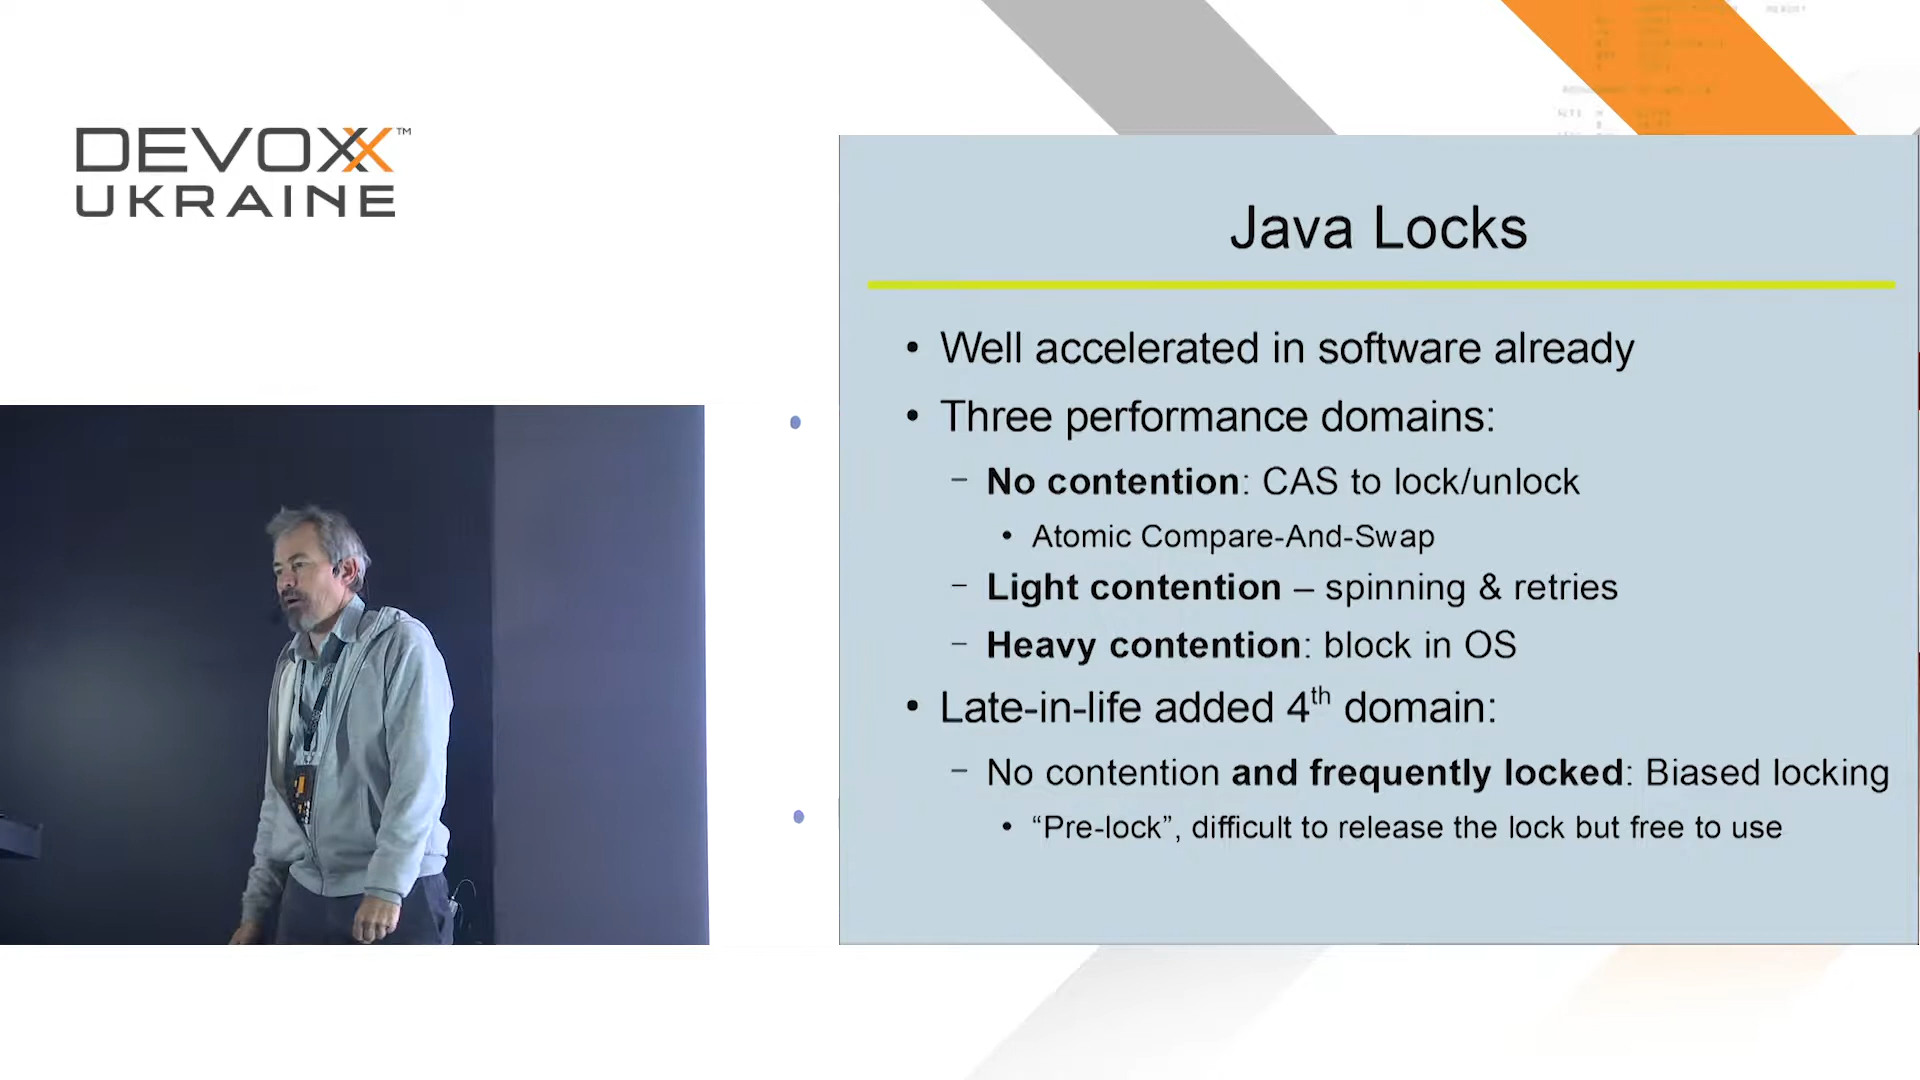 DEVOXX™
UKRAINE
Java Locks
• Well accelerated in software already
• Three performance domains:
– No contention: CAS to lock/unlock
• Atomic Compare-And-Swap
– Light contention – spinning & retries
– Heavy contention: block in OS
• Late-in-life added 4th domain:
– No contention and frequently locked: Biased locking
• “Pre-lock”, difficult to release the lock but free to use